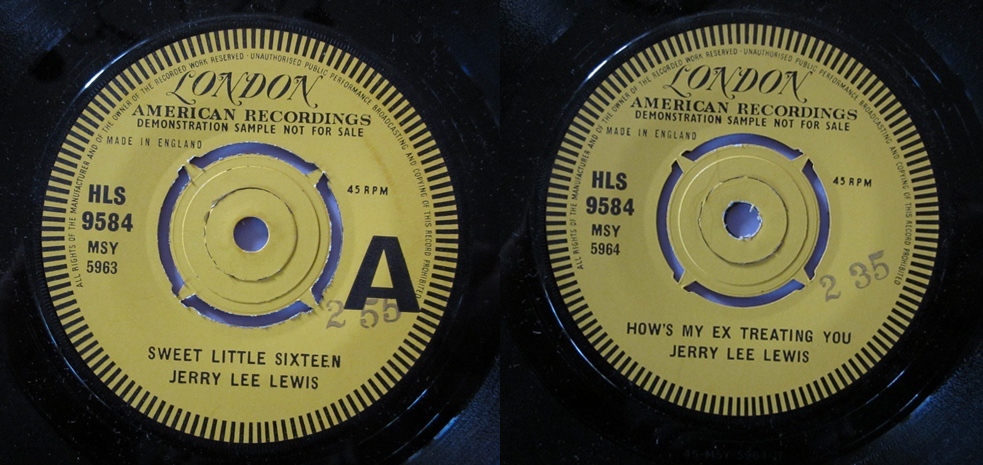 ALL RIGHTS OF THE MANUFACTURER AND OF THE OWNER OF THE RECORDED WORK RESERVED · UNAUTHORISED PUBLIC PERFORMANCE BROADCASTING AND COPYING OF THIS RECORD PROHIBITED
LONDON
AMERICAN RECORDINGS
DEMONSTRATION SAMPLE NOT FOR SALE
MADE IN ENGLAND
HLS
9584
MSY
5963
45 RPM
A
2 55
SWEET LITTLE SIXTEEN
JERRY LEE LEWIS
ALL RIGHTS OF THE MANUFACTURER AND OF THE OWNER OF THE RECORDED WORK RESERVED · UNAUTHORISED PUBLIC PERFORMANCE BROADCASTING AND COPYING OF THIS RECORD PROHIBITED
LONDON
AMERICAN RECORDINGS
DEMONSTRATION SAMPLE NOT FOR SALE
MADE IN ENGLAND
HLS
9584
MSY
5964
45 RPM
2 35
HOW'S MY EX TREATING YOU
JERRY LEE LEWIS